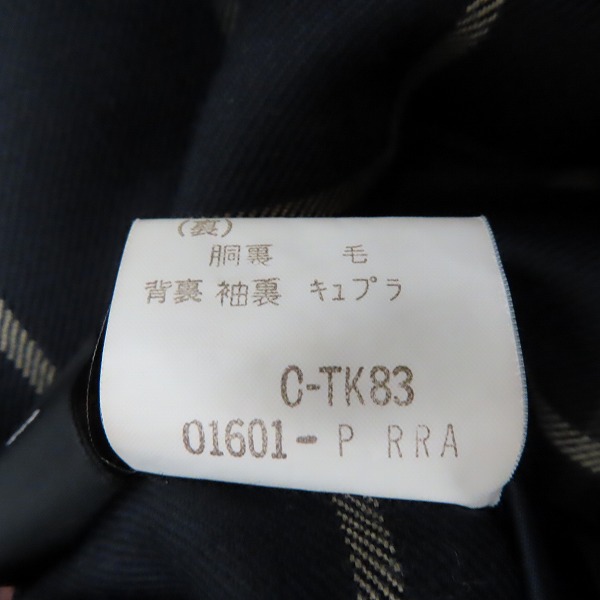 (裏)
胴裏 毛
背裏 袖裏 キュプラ
C-TK83
01601- P RRA